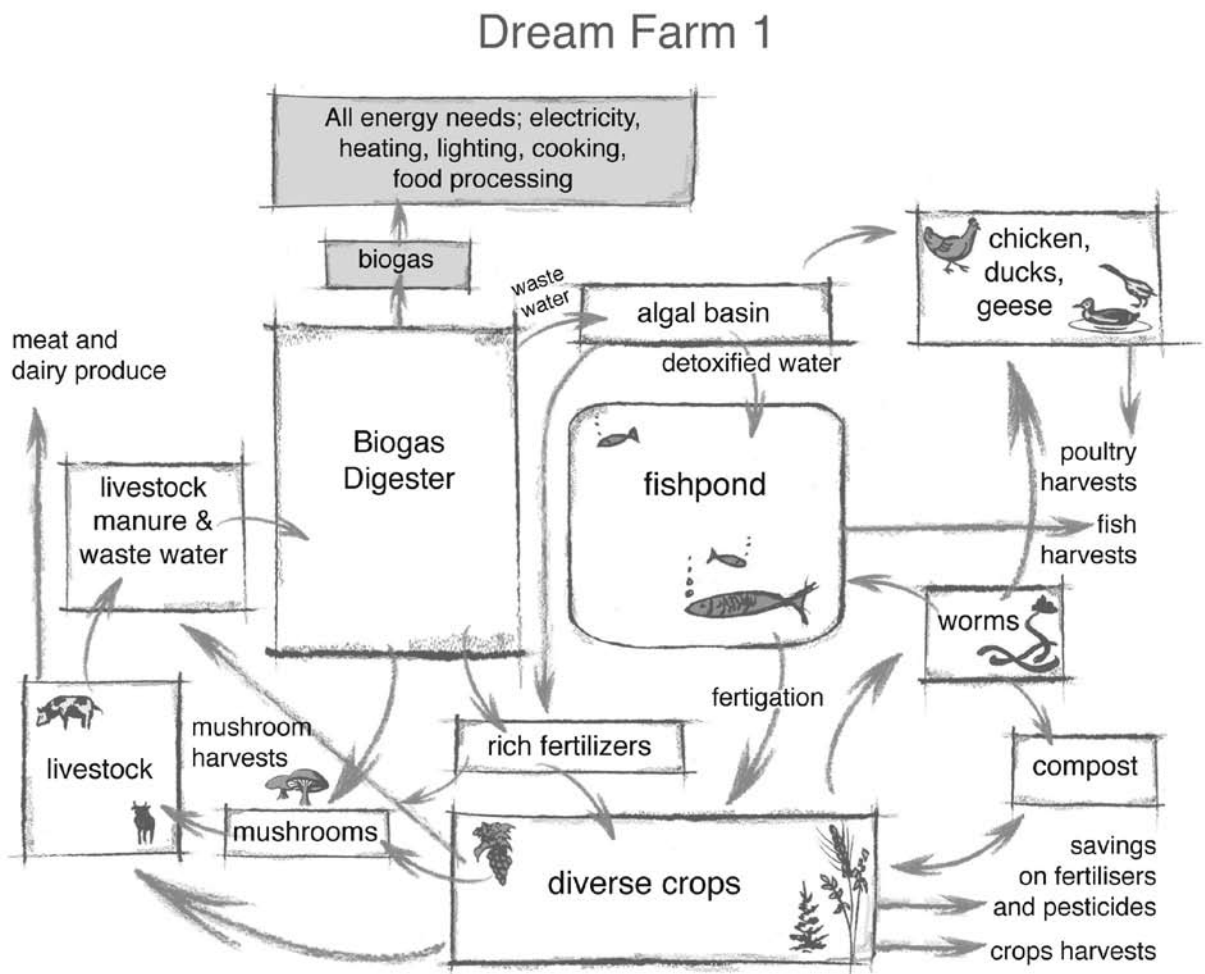 Dream Farm 1
All energy needs; electricity,
heating, lighting, cooking,
food processing
biogas
waste
water
algal basin
chicken,
ducks,
geese
meat and
dairy produce
detoxified water
Biogas
Digester
fishpond
poultry
harvests
livestock
manure &
waste water
fish
harvests
worms
fertigation
mushroom
harvests
rich fertilizers
livestock
compost
mushrooms
diverse crops
savings
on fertilisers
and pesticides
crops harvests